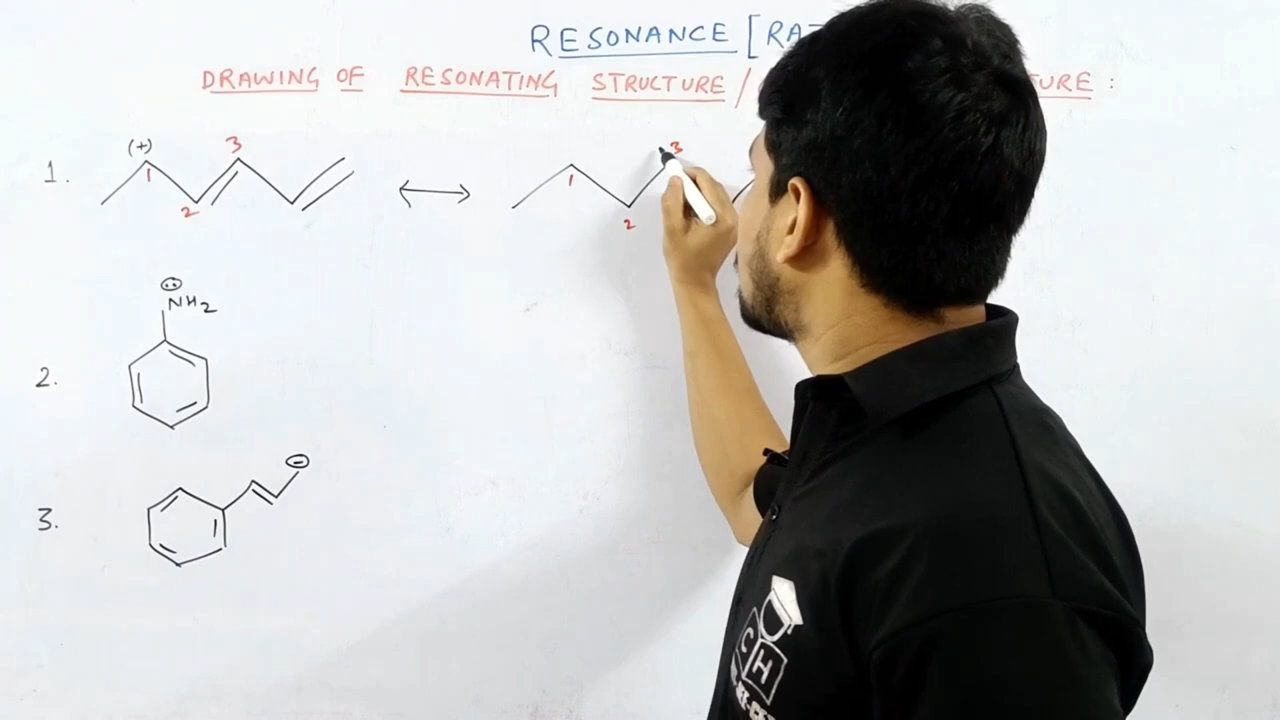 RESONANCE [RA
DRAWING OF RESONATING STRUCTURE / URE :
1. (+) 1 2 3 1 2 3
2. NH2
3.
C
H